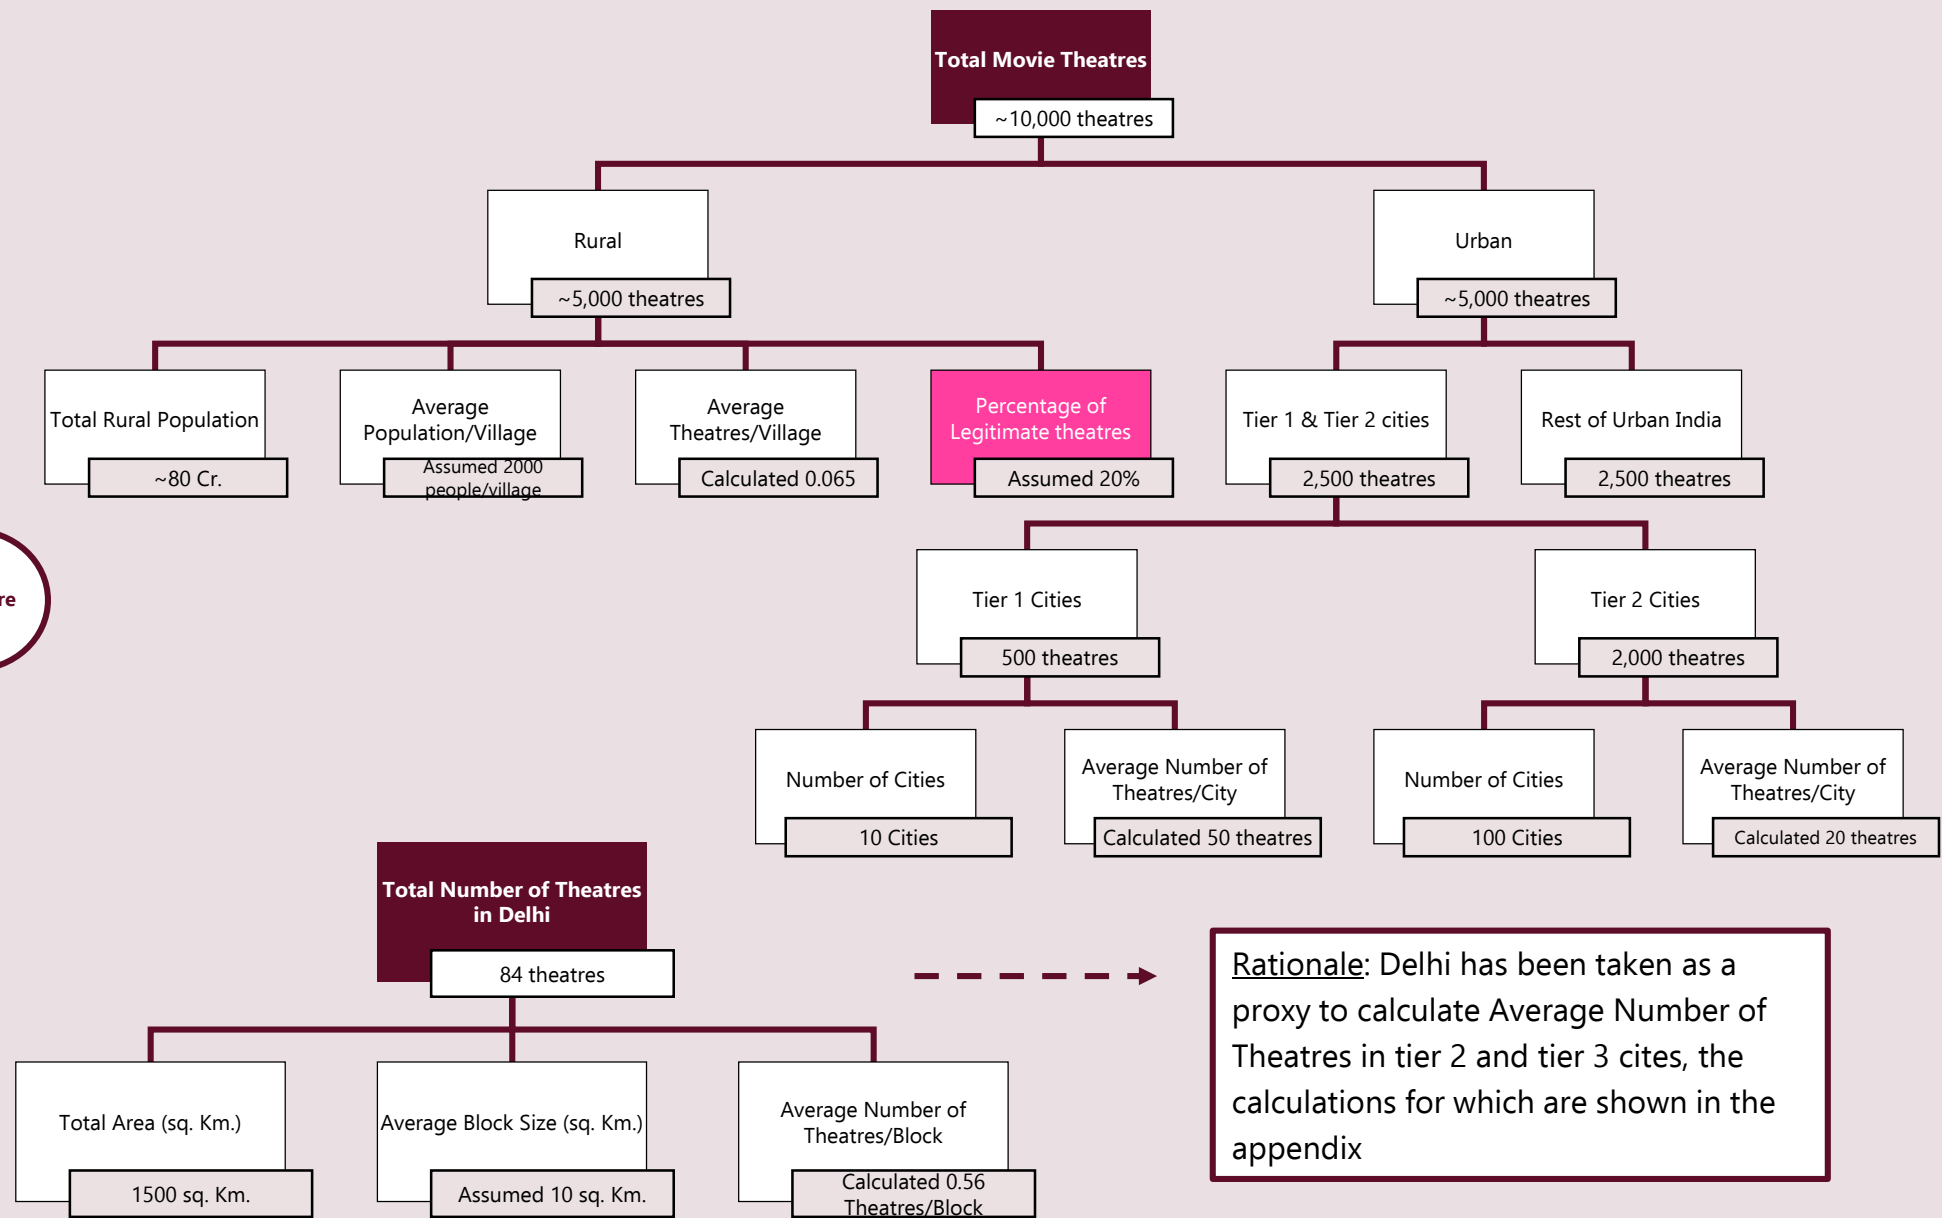 Total Movie Theatres
~10,000 theatres
Rural
~5,000 theatres
Urban
~5,000 theatres
Total Rural Population
~80 Cr.
Average
Population/Village
Assumed 2000
people/village
Average
Theatres/Village
Calculated 0.065
Percentage of
Legitimate theatres
Assumed 20%
Tier 1 & Tier 2 cities
2,500 theatres
Rest of Urban India
2,500 theatres
Tier 1 Cities
500 theatres
Tier 2 Cities
2,000 theatres
Number of Cities
10 Cities
Average Number of
Theatres/City
Calculated 50 theatres
Number of Cities
100 Cities
Average Number of
Theatres/City
Calculated 20 theatres
Total Number of Theatres
in Delhi
84 theatres
Total Area (sq. Km.)
1500 sq. Km.
Average Block Size (sq. Km.)
Assumed 10 sq. Km.
Average Number of
Theatres/Block
Calculated 0.56
Theatres/Block
Rationale: Delhi has been taken as a
proxy to calculate Average Number of
Theatres in tier 2 and tier 3 cites, the
calculations for which are shown in the
appendix